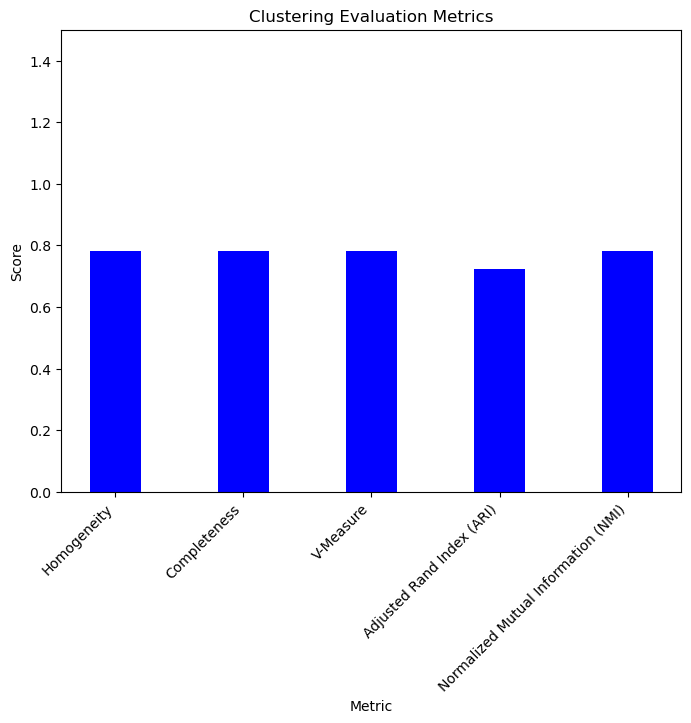 Clustering Evaluation Metrics
1.4
1.2
1.0
0.8
0.6
0.4
0.2
0.0
Score
Homogeneity
Completeness
V-Measure
Adjusted Rand Index (ARI)
Normalized Mutual Information (NMI)
Metric